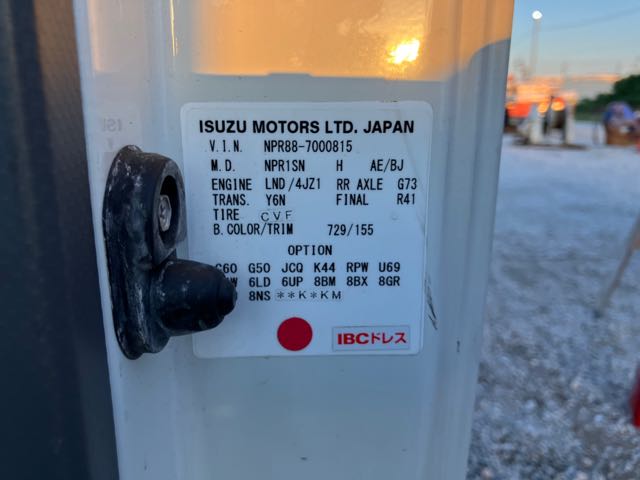 ISUZU MOTORS LTD. JAPAN
V.I.N. NPR88-7000815
M.D. NPR1SN H AE/BJ
ENGINE LND/4JZ1 RR AXLE G73
TRANS. Y6N FINAL R41
TIRE CVF
B.COLOR/TRIM 729/155
OPTION
G50 JCQ K44 RPW U69
6LD 6UP 8BM 8BX 8GR
8NS **K*KM
IBCドレス